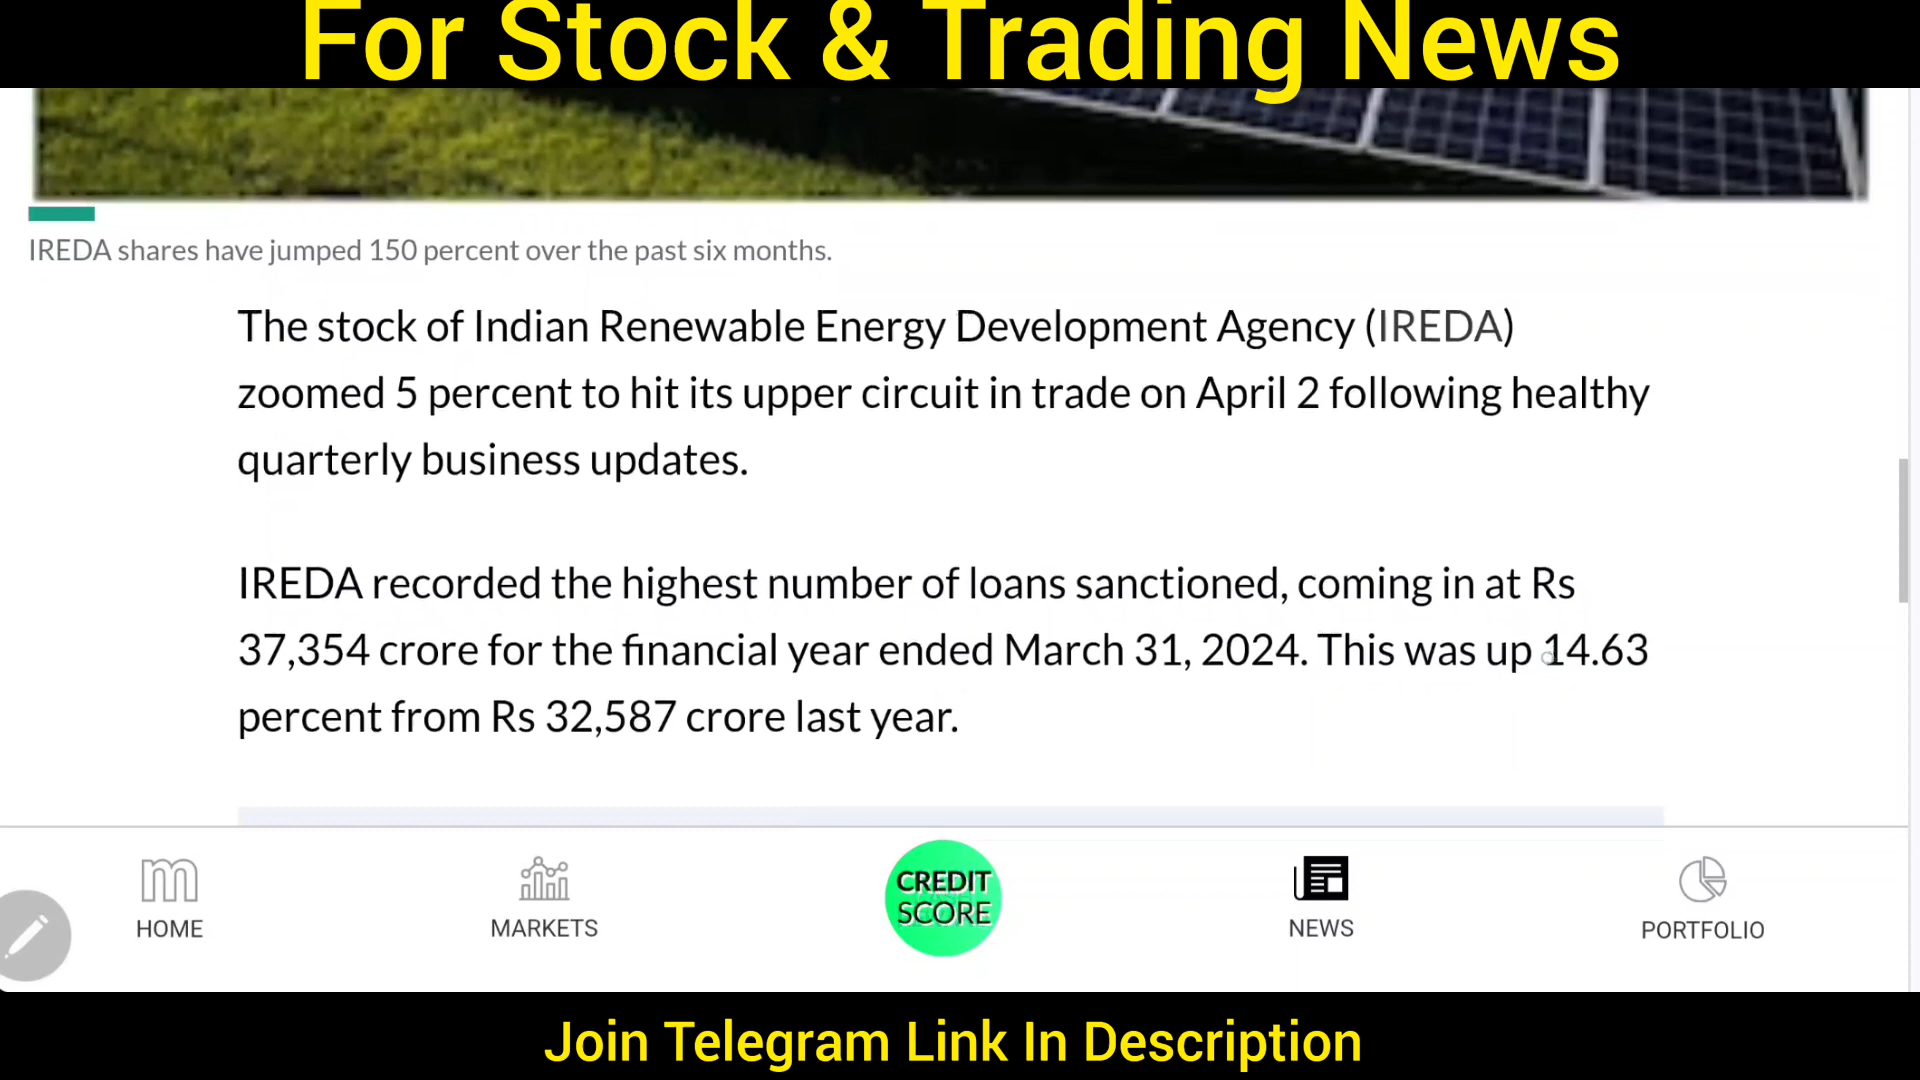 For Stock & Trading News
IREDA shares have jumped 150 percent over the past six months.
The stock of Indian Renewable Energy Development Agency (IREDA)
zoomed 5 percent to hit its upper circuit in trade on April 2 following healthy
quarterly business updates.
IREDA recorded the highest number of loans sanctioned, coming in at Rs
37,354 crore for the financial year ended March 31, 2024. This was up 14.63
percent from Rs 32,587 crore last year.
m
CREDIT
SCORE
HOME MARKETS NEWS PORTFOLIO
Join Telegram Link In Description